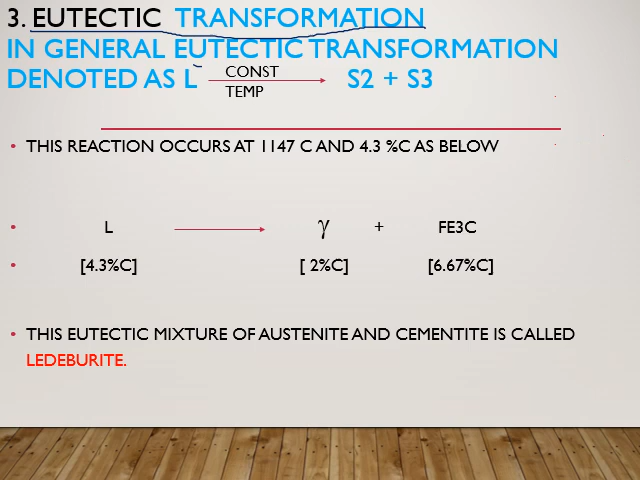 3. EUTECTIC TRANSFORMATION
IN GENERAL EUTECTIC TRANSFORMATION
DENOTED AS L CONST TEMP S2 + S3
• THIS REACTION OCCURS AT 1147 C AND 4.3 %C AS BELOW
• L γ + FE3C
• [4.3%C] [ 2%C] [6.67%C]
• THIS EUTECTIC MIXTURE OF AUSTENITE AND CEMENTITE IS CALLED
LEDEBURITE.